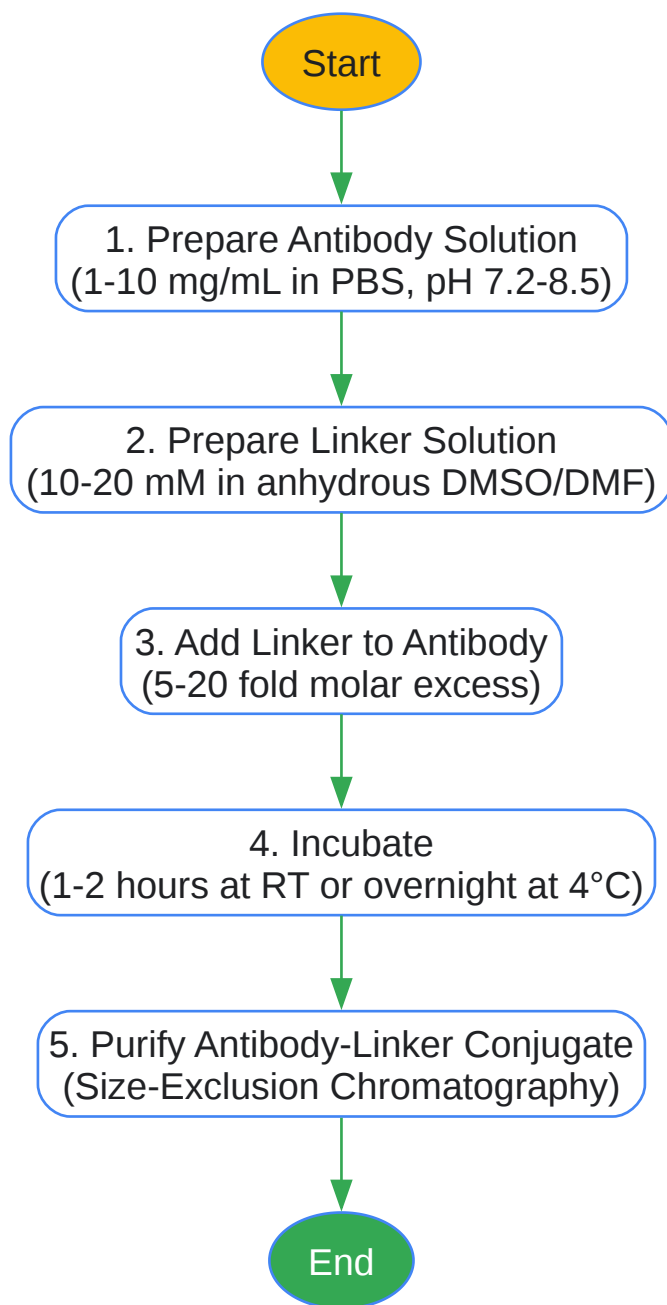 Start
1. Prepare Antibody Solution
(1-10 mg/mL in PBS, pH 7.2-8.5)
2. Prepare Linker Solution
(10-20 mM in anhydrous DMSO/DMF)
3. Add Linker to Antibody
(5-20 fold molar excess)
4. Incubate
(1-2 hours at RT or overnight at 4°C)
5. Purify Antibody-Linker Conjugate
(Size-Exclusion Chromatography)
End